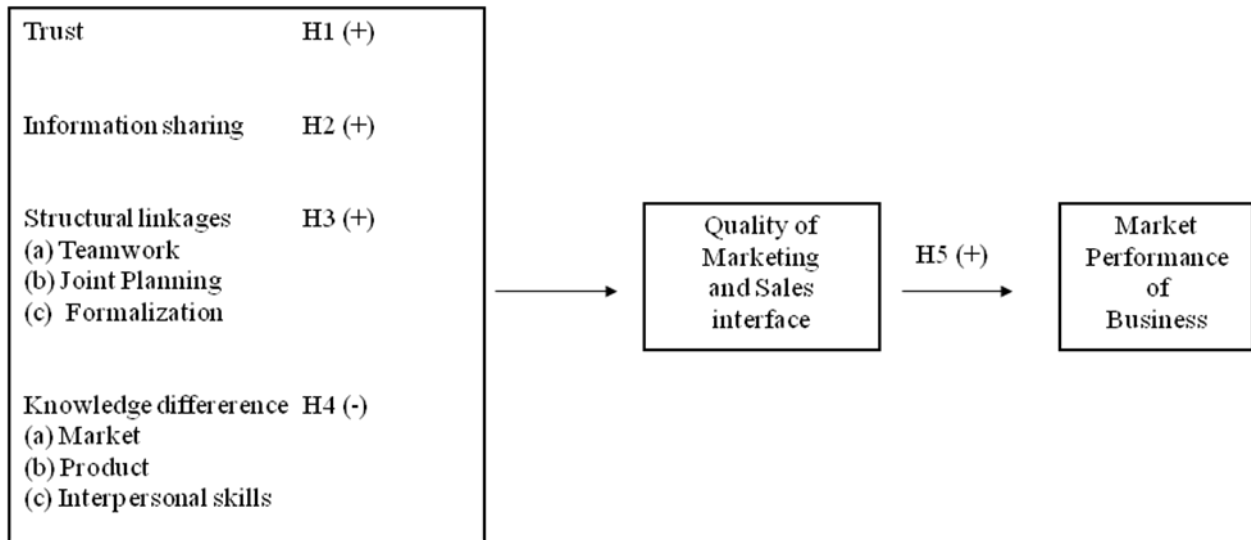 Trust H1 (+)
Information sharing H2 (+)
Structural linkages H3 (+)
(a) Teamwork
(b) Joint Planning
(c) Formalization
Knowledge differerence H4 (-)
(a) Market
(b) Product
(c) Interpersonal skills
Quality of
Marketing
and Sales
interface
H5 (+)
Market
Performance
of
Business